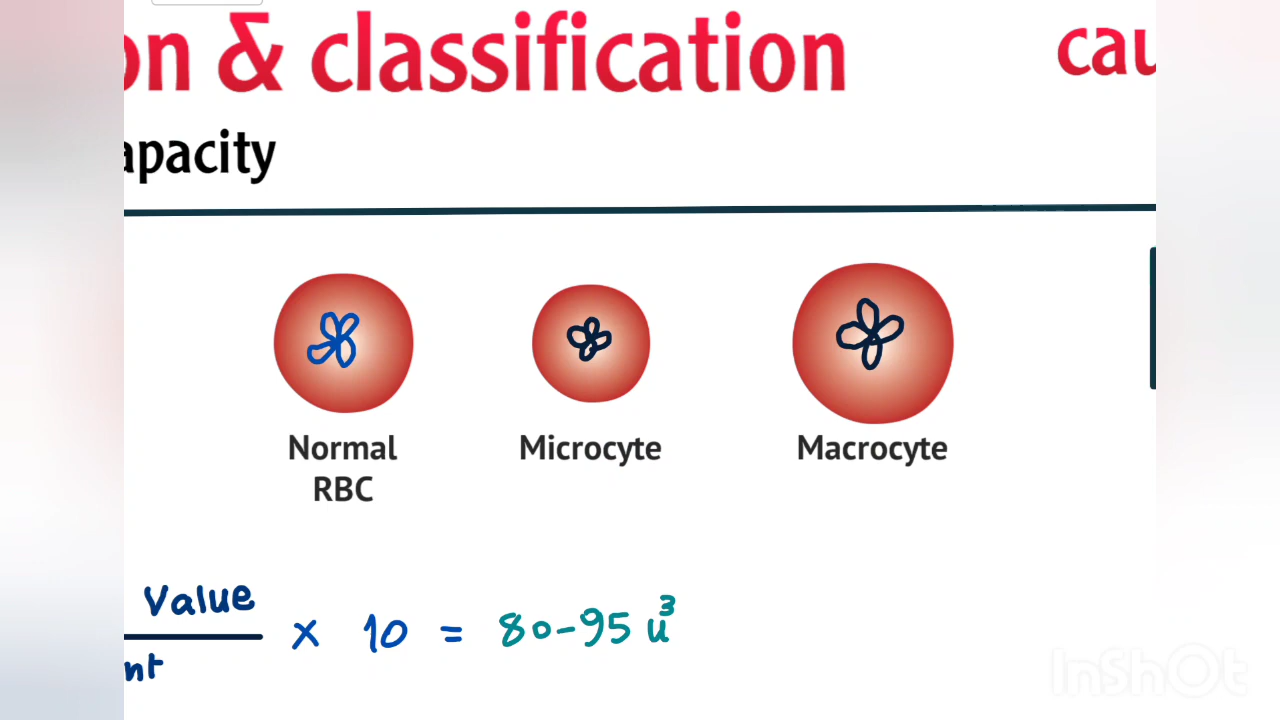 on & classification cau
apacity
Normal RBC
Microcyte
Macrocyte
Value
nt
× 10 = 80-95 u³
InShOt